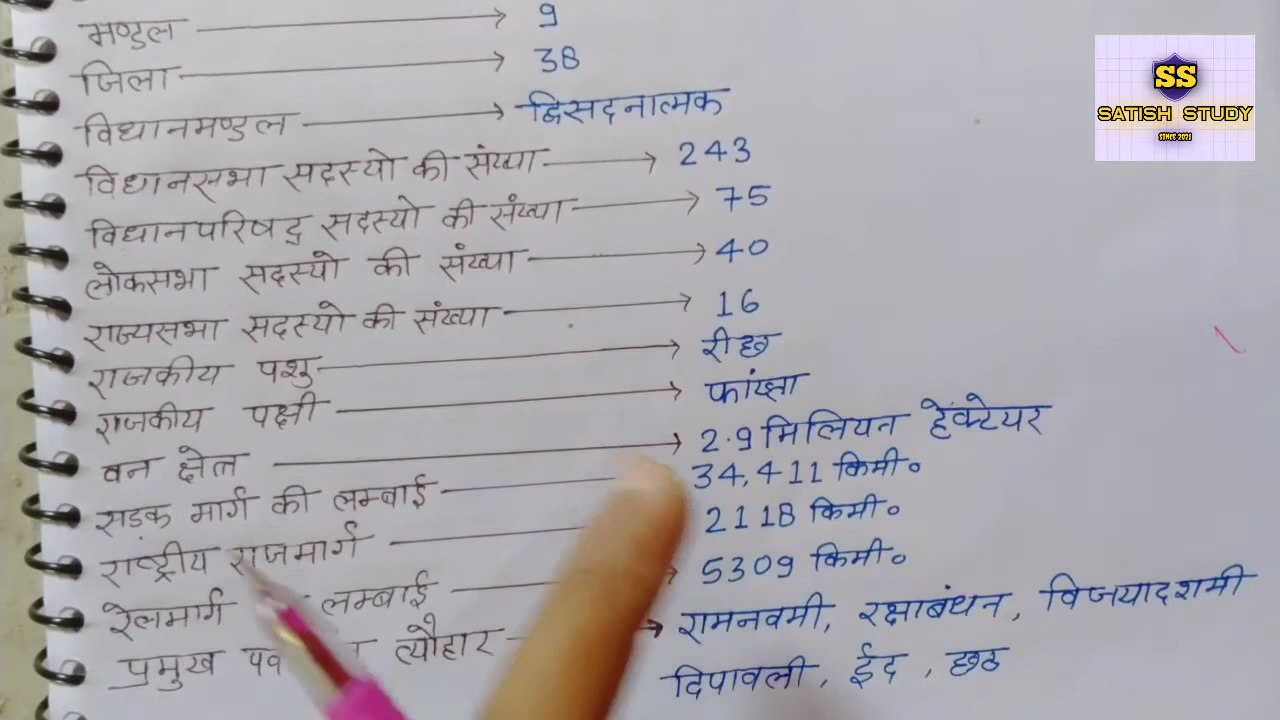 मण्डल → 9
जिला → 38
विधानमण्डल → द्विसदनात्मक
विधानसभा सदस्यो की संख्या → 243
विधानपरिषद् सदस्यो की संख्या → 75
लोकसभा सदस्यो की संख्या → 40
राज्यसभा सदस्यो की संख्या → 16
राजकीय पशु → रीछ
राजकीय पक्षी →
वन क्षेत्र → 2.9 मिलियन हेक्टेयर
सड़क मार्ग की लम्बाई 34,411 किमी०
राष्ट्रीय राजमार्ग 2118 किमी०
रेलमार्ग लम्बाई → 5309 किमी०
प्रमुख त्यौहार → रामनवमी, रक्षाबंधन, विजयादशमी
दिपावली, ईद, छठ
SS
SATISH STUDY
SINCE-2021